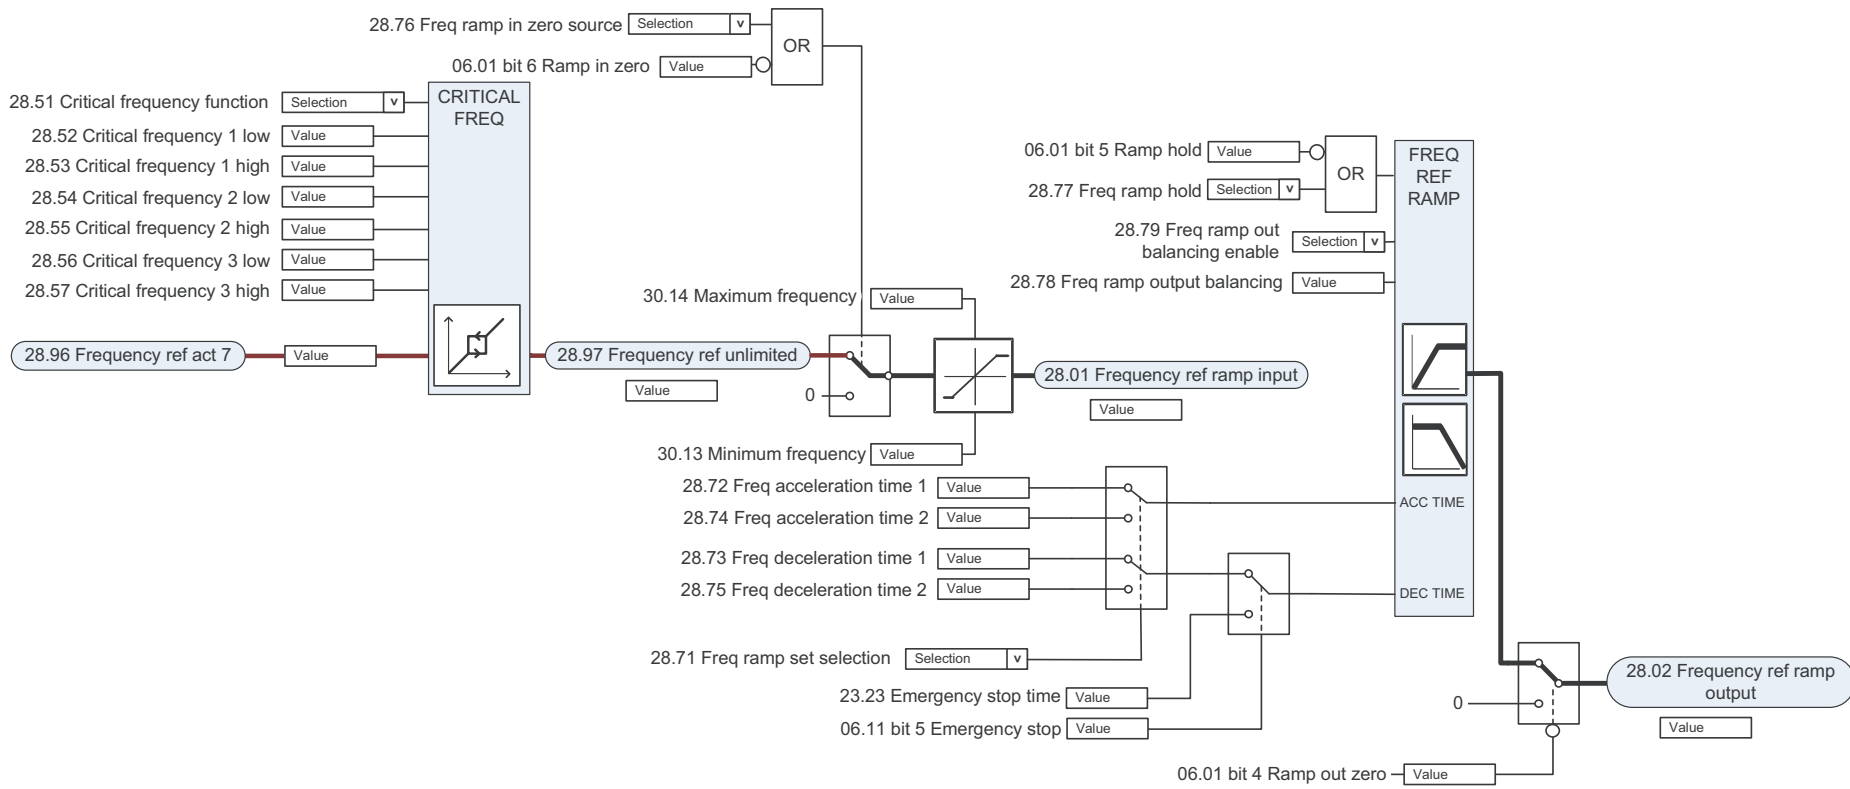 28.76 Freq ramp in zero source
Selection
v
OR
06.01 bit 6 Ramp in zero
Value
28.51 Critical frequency function
Selection
v
28.52 Critical frequency 1 low
Value
28.53 Critical frequency 1 high
Value
28.54 Critical frequency 2 low
Value
28.55 Critical frequency 2 high
Value
28.56 Critical frequency 3 low
Value
28.57 Critical frequency 3 high
Value
CRITICAL
FREQ
28.96 Frequency ref act 7
Value
28.97 Frequency ref unlimited
Value
0
30.14 Maximum frequency
Value
30.13 Minimum frequency
Value
28.01 Frequency ref ramp input
Value
06.01 bit 5 Ramp hold
Value
28.77 Freq ramp hold
Selection
v
OR
28.79 Freq ramp out
balancing enable
Selection
v
28.78 Freq ramp output balancing
Value
FREQ
REF
RAMP
ACC TIME
DEC TIME
28.72 Freq acceleration time 1
Value
28.74 Freq acceleration time 2
Value
28.73 Freq deceleration time 1
Value
28.75 Freq deceleration time 2
Value
28.71 Freq ramp set selection
Selection
v
23.23 Emergency stop time
Value
06.11 bit 5 Emergency stop
Value
0
06.01 bit 4 Ramp out zero
Value
28.02 Frequency ref ramp
output
Value